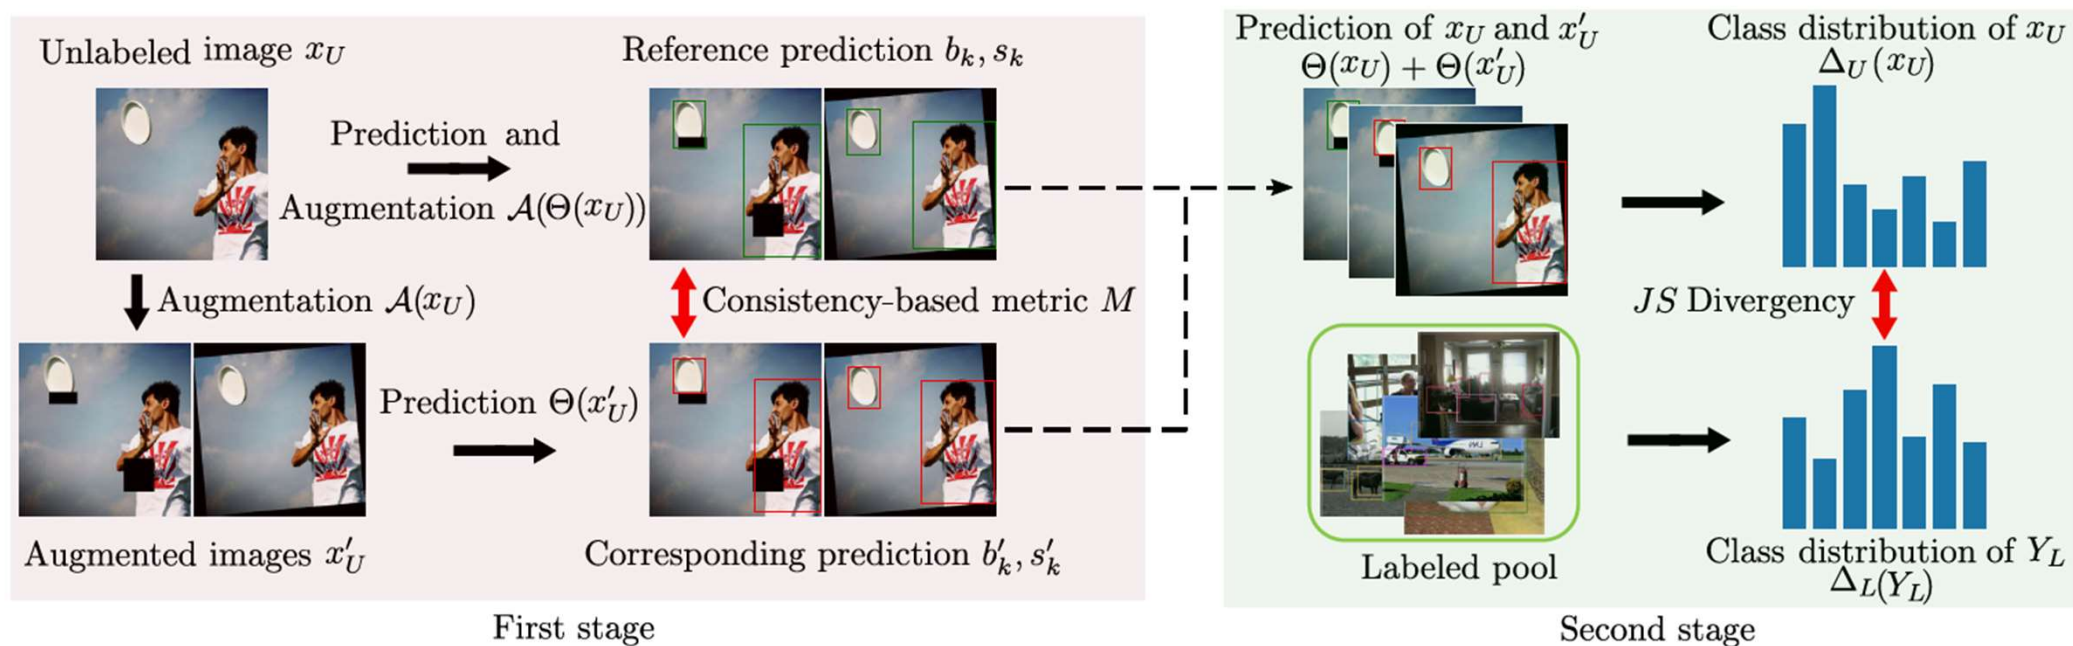 Unlabeled image x_U
Reference prediction b_k, s_k
Prediction and
Augmentation 𝒜(Θ(x_U))
Augmentation 𝒜(x_U)
Consistency-based metric M
Prediction Θ(x′_U)
Augmented images x′_U
Corresponding prediction b′_k, s′_k
First stage
Prediction of x_U and x′_U
Θ(x_U) + Θ(x′_U)
Class distribution of x_U
Δ_U(x_U)
JS Divergency
Labeled pool
Class distribution of Y_L
Δ_L(Y_L)
Second stage